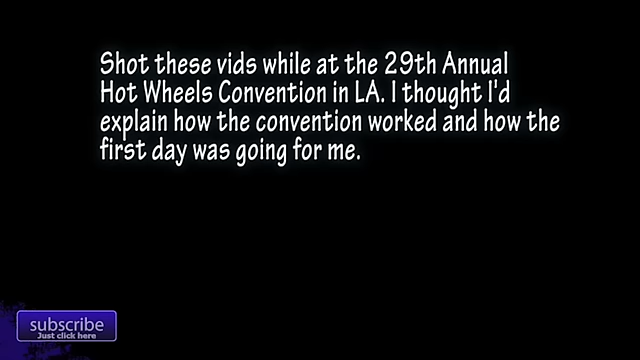 Shot these vids while at the 29th Annual
Hot Wheels Convention in LA. I thought I'd
explain how the convention worked and how the
first day was going for me.
subscribe
Just click here